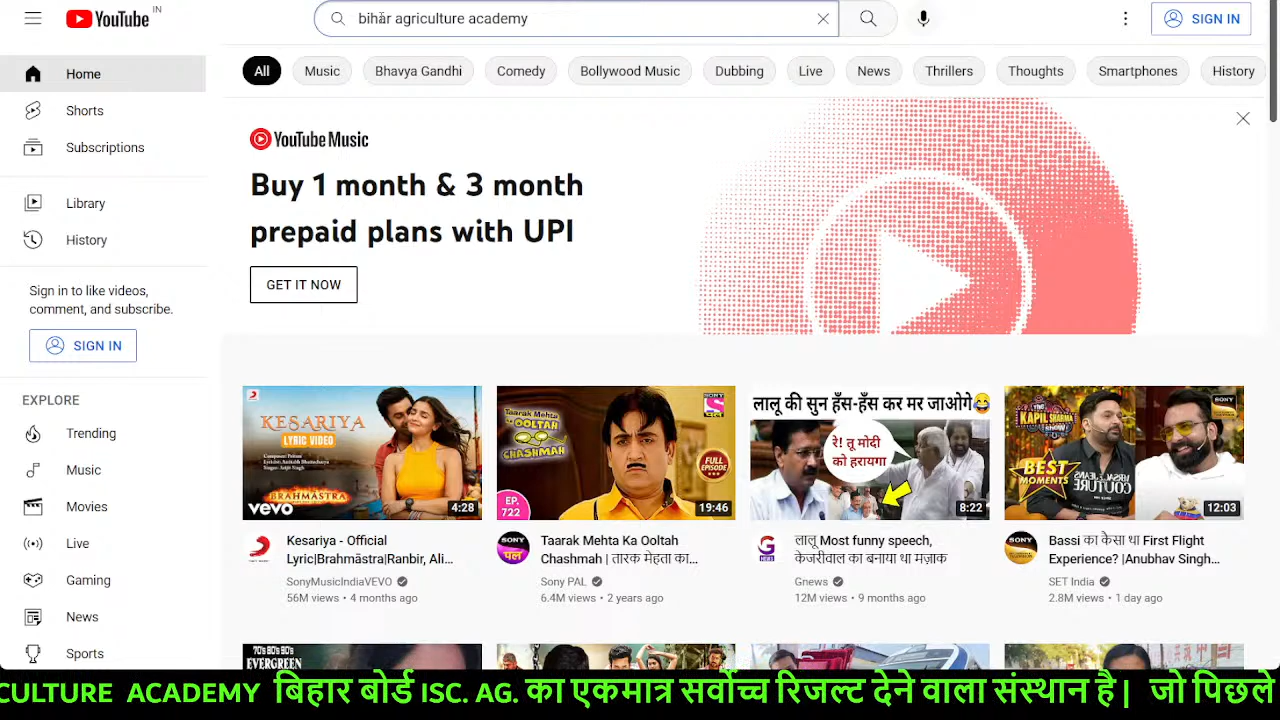 YouTube IN
bihar agriculture academy
SIGN IN
Home
Shorts
Subscriptions
Library
History
Sign in to like videos,
comment, and subscribe.
SIGN IN
EXPLORE
Trending
Music
Movies
Live
Gaming
News
Sports
All Music Bhavya Gandhi Comedy Bollywood Music Dubbing Live News Thrillers Thoughts Smartphones History
YouTube Music
Buy 1 month & 3 month
prepaid plans with UPI
GET IT NOW
KESARIYA
LYRIC VIDEO
BRAHMĀSTRA
vevo
4:28
Kesariya - Official
Lyric|Brahmāstra|Ranbir, Ali...
SonyMusicIndiaVEVO
56M views • 4 months ago
Taarak Mehta
Ka OOLTAH
CHASHMAH
SONY
FULL
EPISODE
EP.
722
19:46
SONY
पल
Taarak Mehta Ka Ooltah
Chashmah | तारक मेहता का...
Sony PAL
6.4M views • 2 years ago
लालू की सुन हँस-हँस कर मर जाओगे😂
रे! तू मोदी
को हरायगा
8:22
G
NEWS
लालू Most funny speech,
केजरीवाल का बनाया था मज़ाक
Gnews
12M views • 9 months ago
THE
KAPIL SHARMA
SHOW
SONY
BEST
MOMENTS
12:03
SONY
Bassi का कैसा था First Flight
Experience? |Anubhav Singh...
SET India
2.8M views • 1 day ago
70's 80's 90's
EVERGREEN
CULTURE ACADEMY बिहार बोर्ड ISC. AG. का एकमात्र सर्वोच्च रिजल्ट देने वाला संस्थान है | जो पिछले